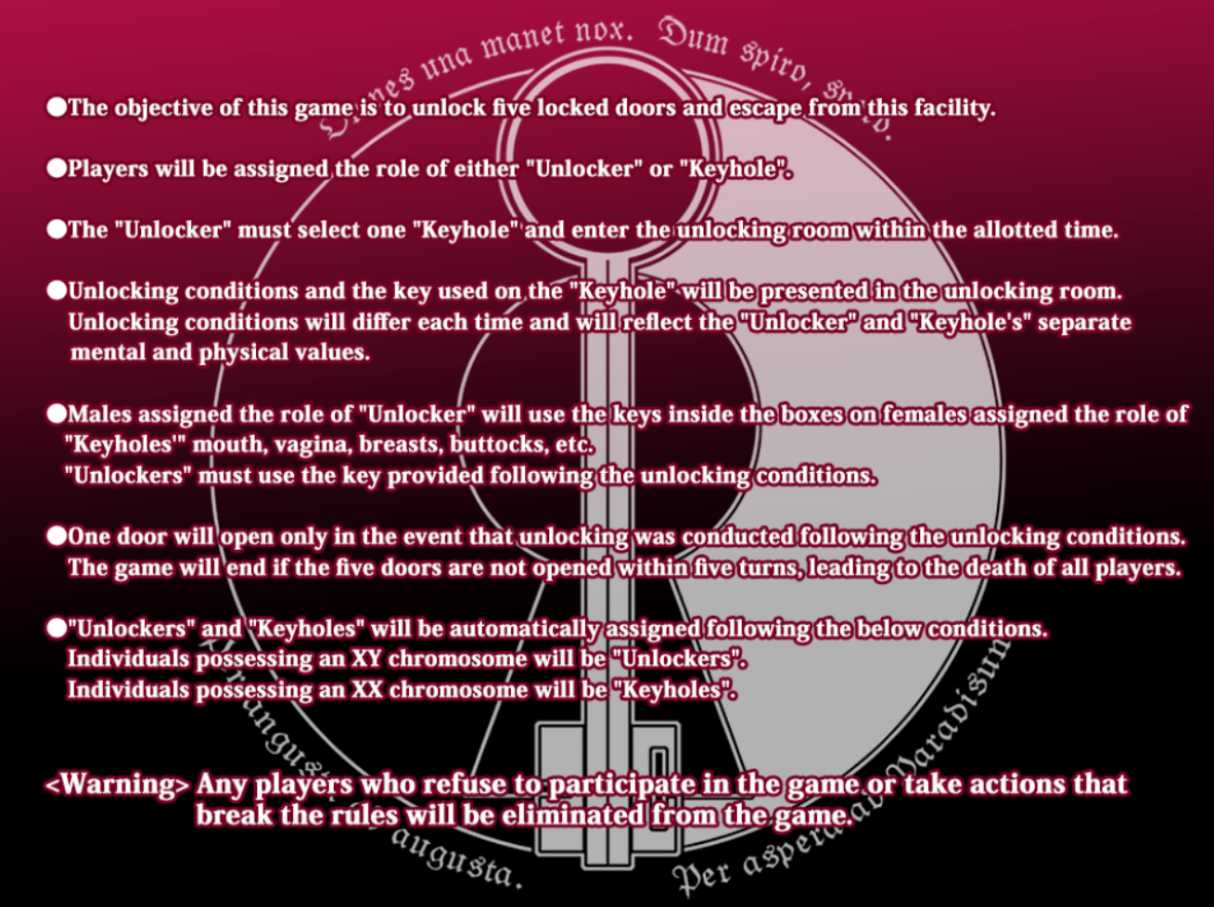 Omnes una manet nox. Dum spiro, spero.
●The objective of this game is to unlock five locked doors and escape from this facility.
●Players will be assigned the role of either "Unlocker" or "Keyhole".
●The "Unlocker" must select one "Keyhole" and enter the unlocking room within the allotted time.
●Unlocking conditions and the key used on the "Keyhole" will be presented in the unlocking room.
Unlocking conditions will differ each time and will reflect the "Unlocker" and "Keyhole's" separate
mental and physical values.
●Males assigned the role of "Unlocker" will use the keys inside the boxes on females assigned the role of
"Keyholes'" mouth, vagina, breasts, buttocks, etc.
"Unlockers" must use the key provided following the unlocking conditions.
●One door will open only in the event that unlocking was conducted following the unlocking conditions.
The game will end if the five doors are not opened within five turns, leading to the death of all players.
●"Unlockers" and "Keyholes" will be automatically assigned following the below conditions.
Individuals possessing an XY chromosome will be "Unlockers".
Individuals possessing an XX chromosome will be "Keyholes".
<Warning> Any players who refuse to participate in the game or take actions that
break the rules will be eliminated from the game.
angusta augusta.
Per aspera ad Paradisum